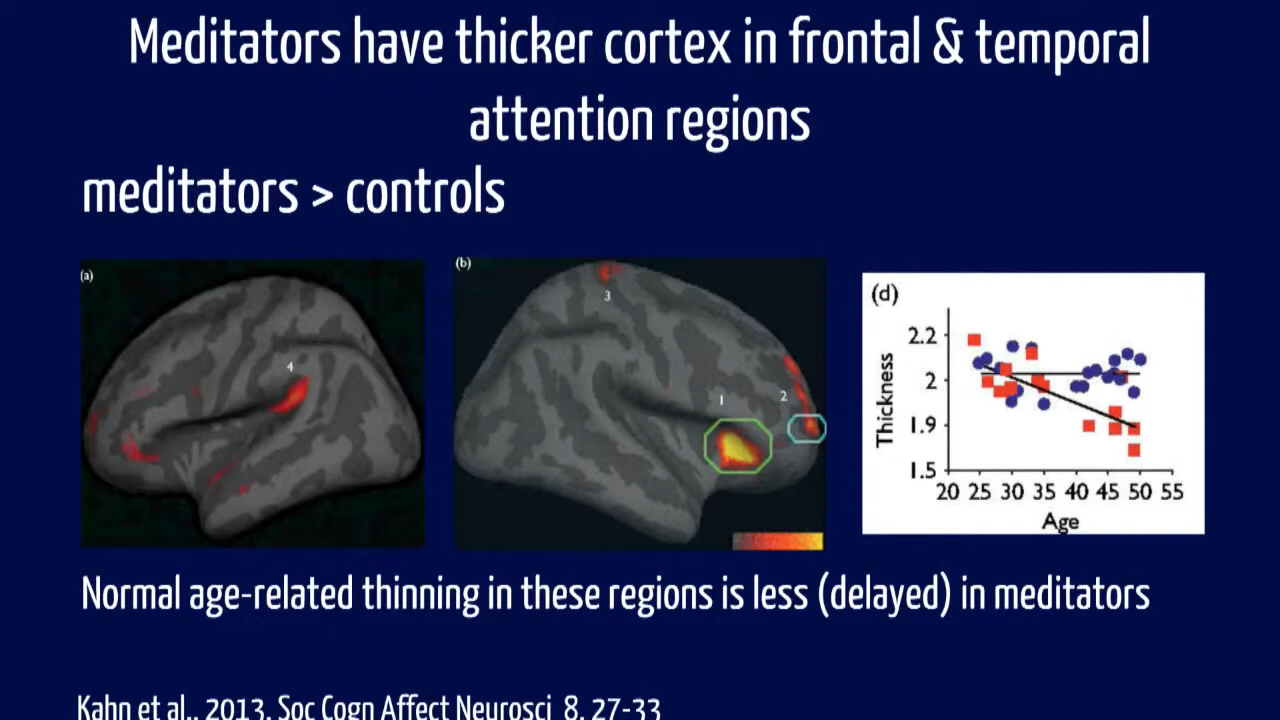 Meditators have thicker cortex in frontal & temporal
attention regions
meditators > controls
(a)
4
(b)
3
1
2
(d)
Thickness
2.2
2
1.9
1.5
20 25 30 35 40 45 50 55
Age
Normal age-related thinning in these regions is less (delayed) in meditators
Kahn et al., 2013, Soc Cogn Affect Neurosci 8, 27-33